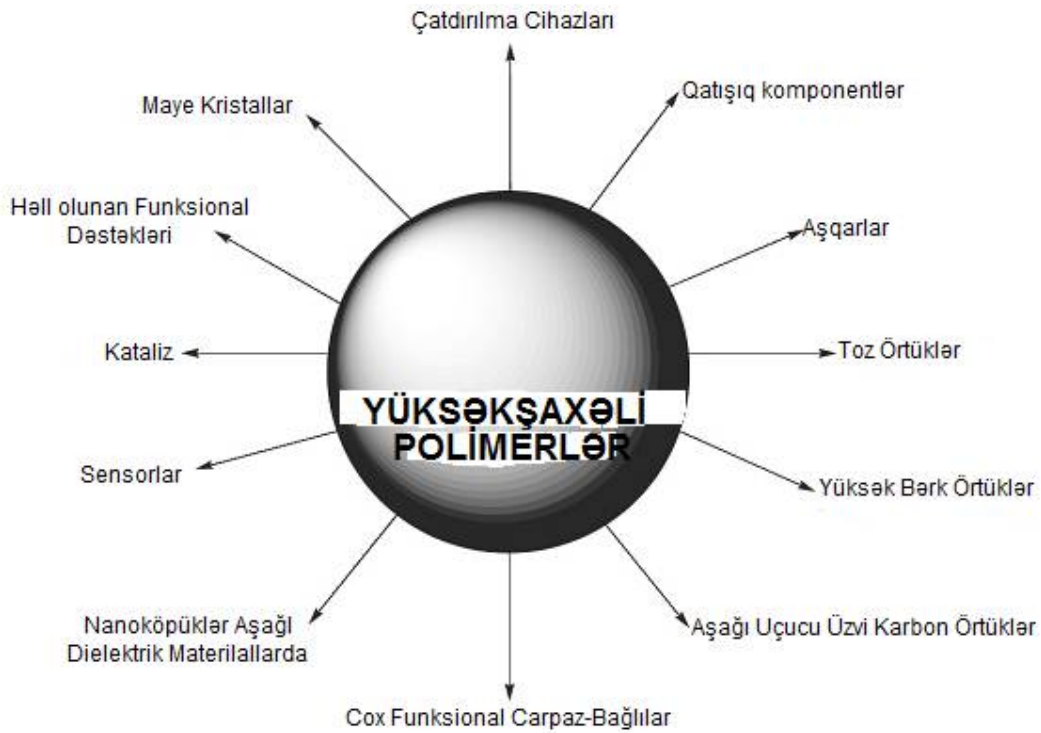 Çatdırılma Cihazları
Qatışıq komponentlər
Maye Kristallar
Həll olunan Funksional
Dəstəkləri
Aşqarlar
Kataliz
Toz Örtüklər
YÜKSƏKŞAXƏLİ
POLİMERLƏR
Sensorlar
Yüksək Bərk Örtüklər
Nanoköpüklər Aşağl
Dielektrik Materilallarda
Aşağı Uçucu Üzvi Karbon Örtüklər
Cox Funksional Carpaz-Bağlılar